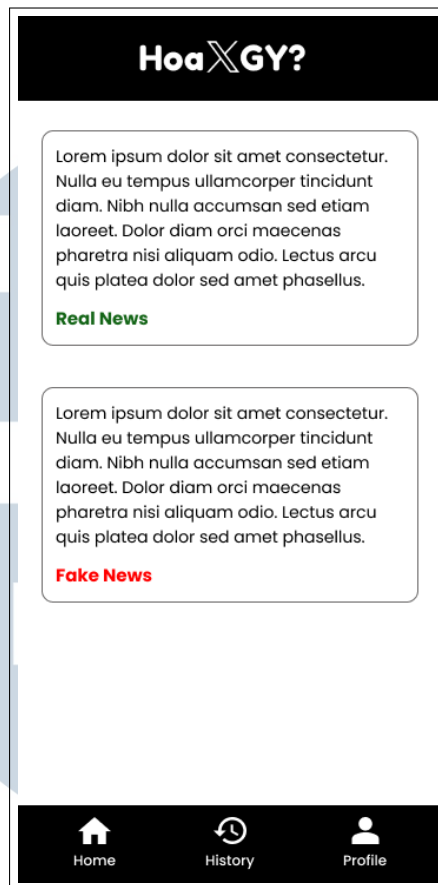 Hoa𝕏GY?
Lorem ipsum dolor sit amet consectetur.
Nulla eu tempus ullamcorper tincidunt
diam. Nibh nulla accumsan sed etiam
laoreet. Dolor diam orci maecenas
pharetra nisi aliquam odio. Lectus arcu
quis platea dolor sed amet phasellus.
Real News
Lorem ipsum dolor sit amet consectetur.
Nulla eu tempus ullamcorper tincidunt
diam. Nibh nulla accumsan sed etiam
laoreet. Dolor diam orci maecenas
pharetra nisi aliquam odio. Lectus arcu
quis platea dolor sed amet phasellus.
Fake News
Home History Profile